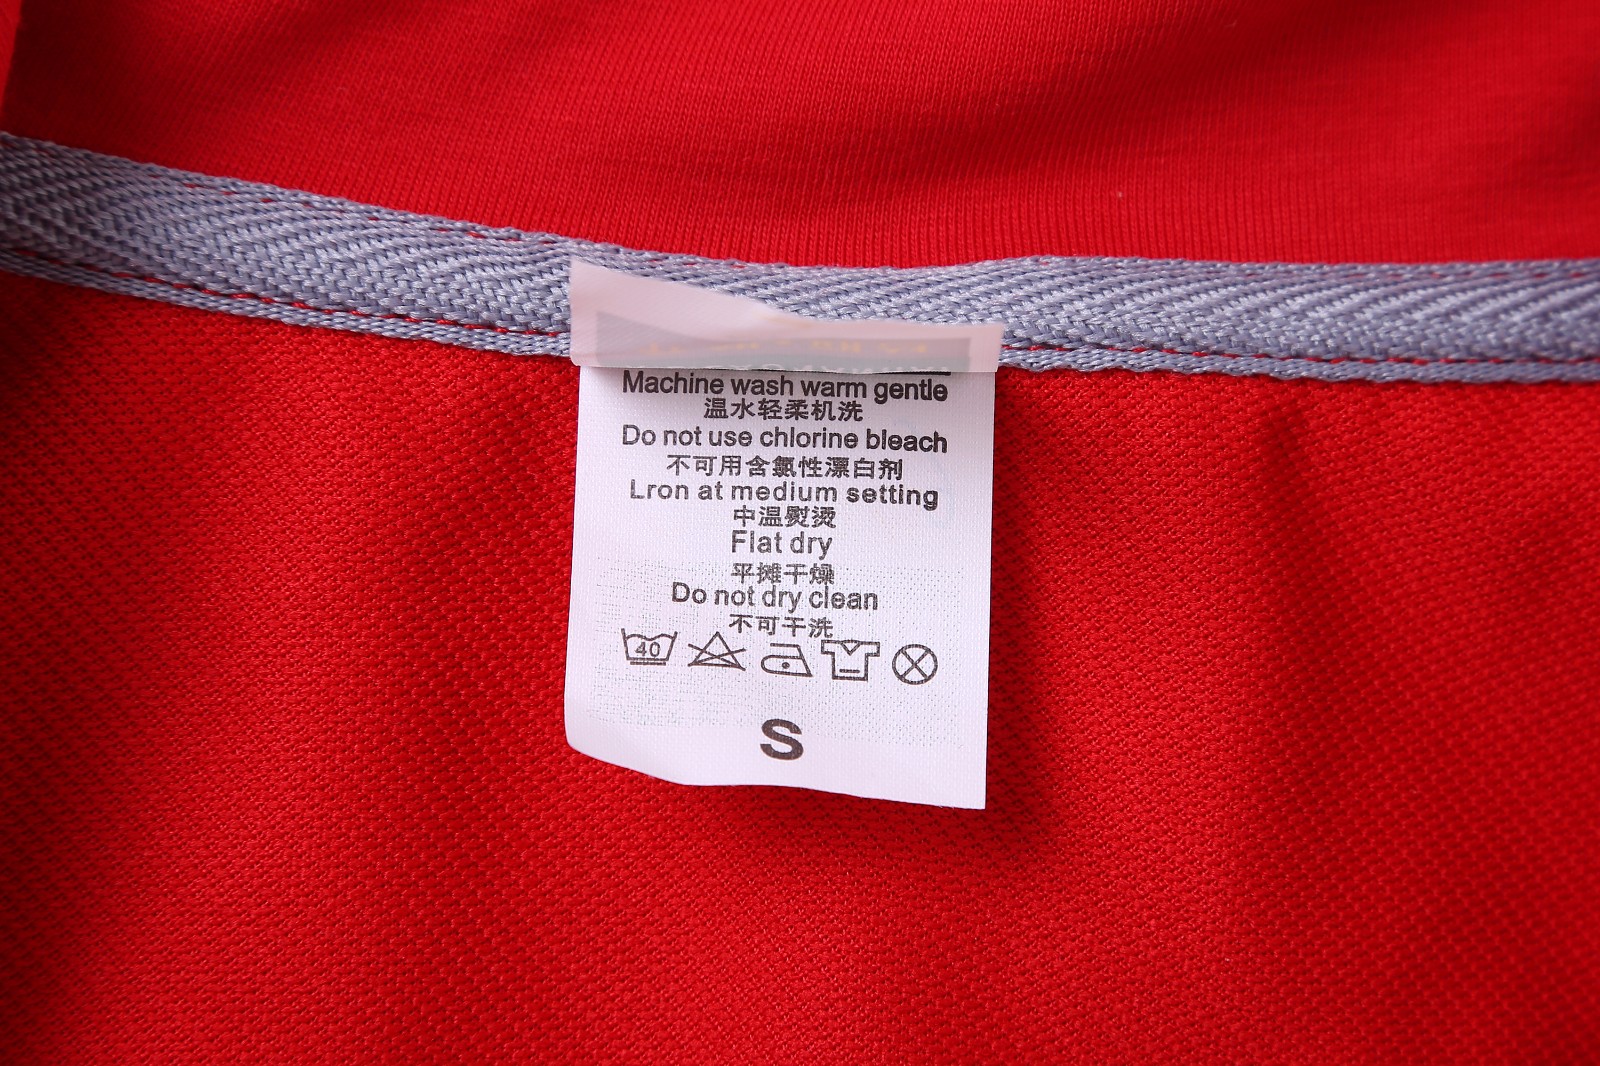 Machine wash warm gentle
温水轻柔机洗
Do not use chlorine bleach
不可用含氯性漂白剂
Lron at medium setting
中温熨烫
Flat dry
平摊干燥
Do not dry clean
不可干洗
40
S